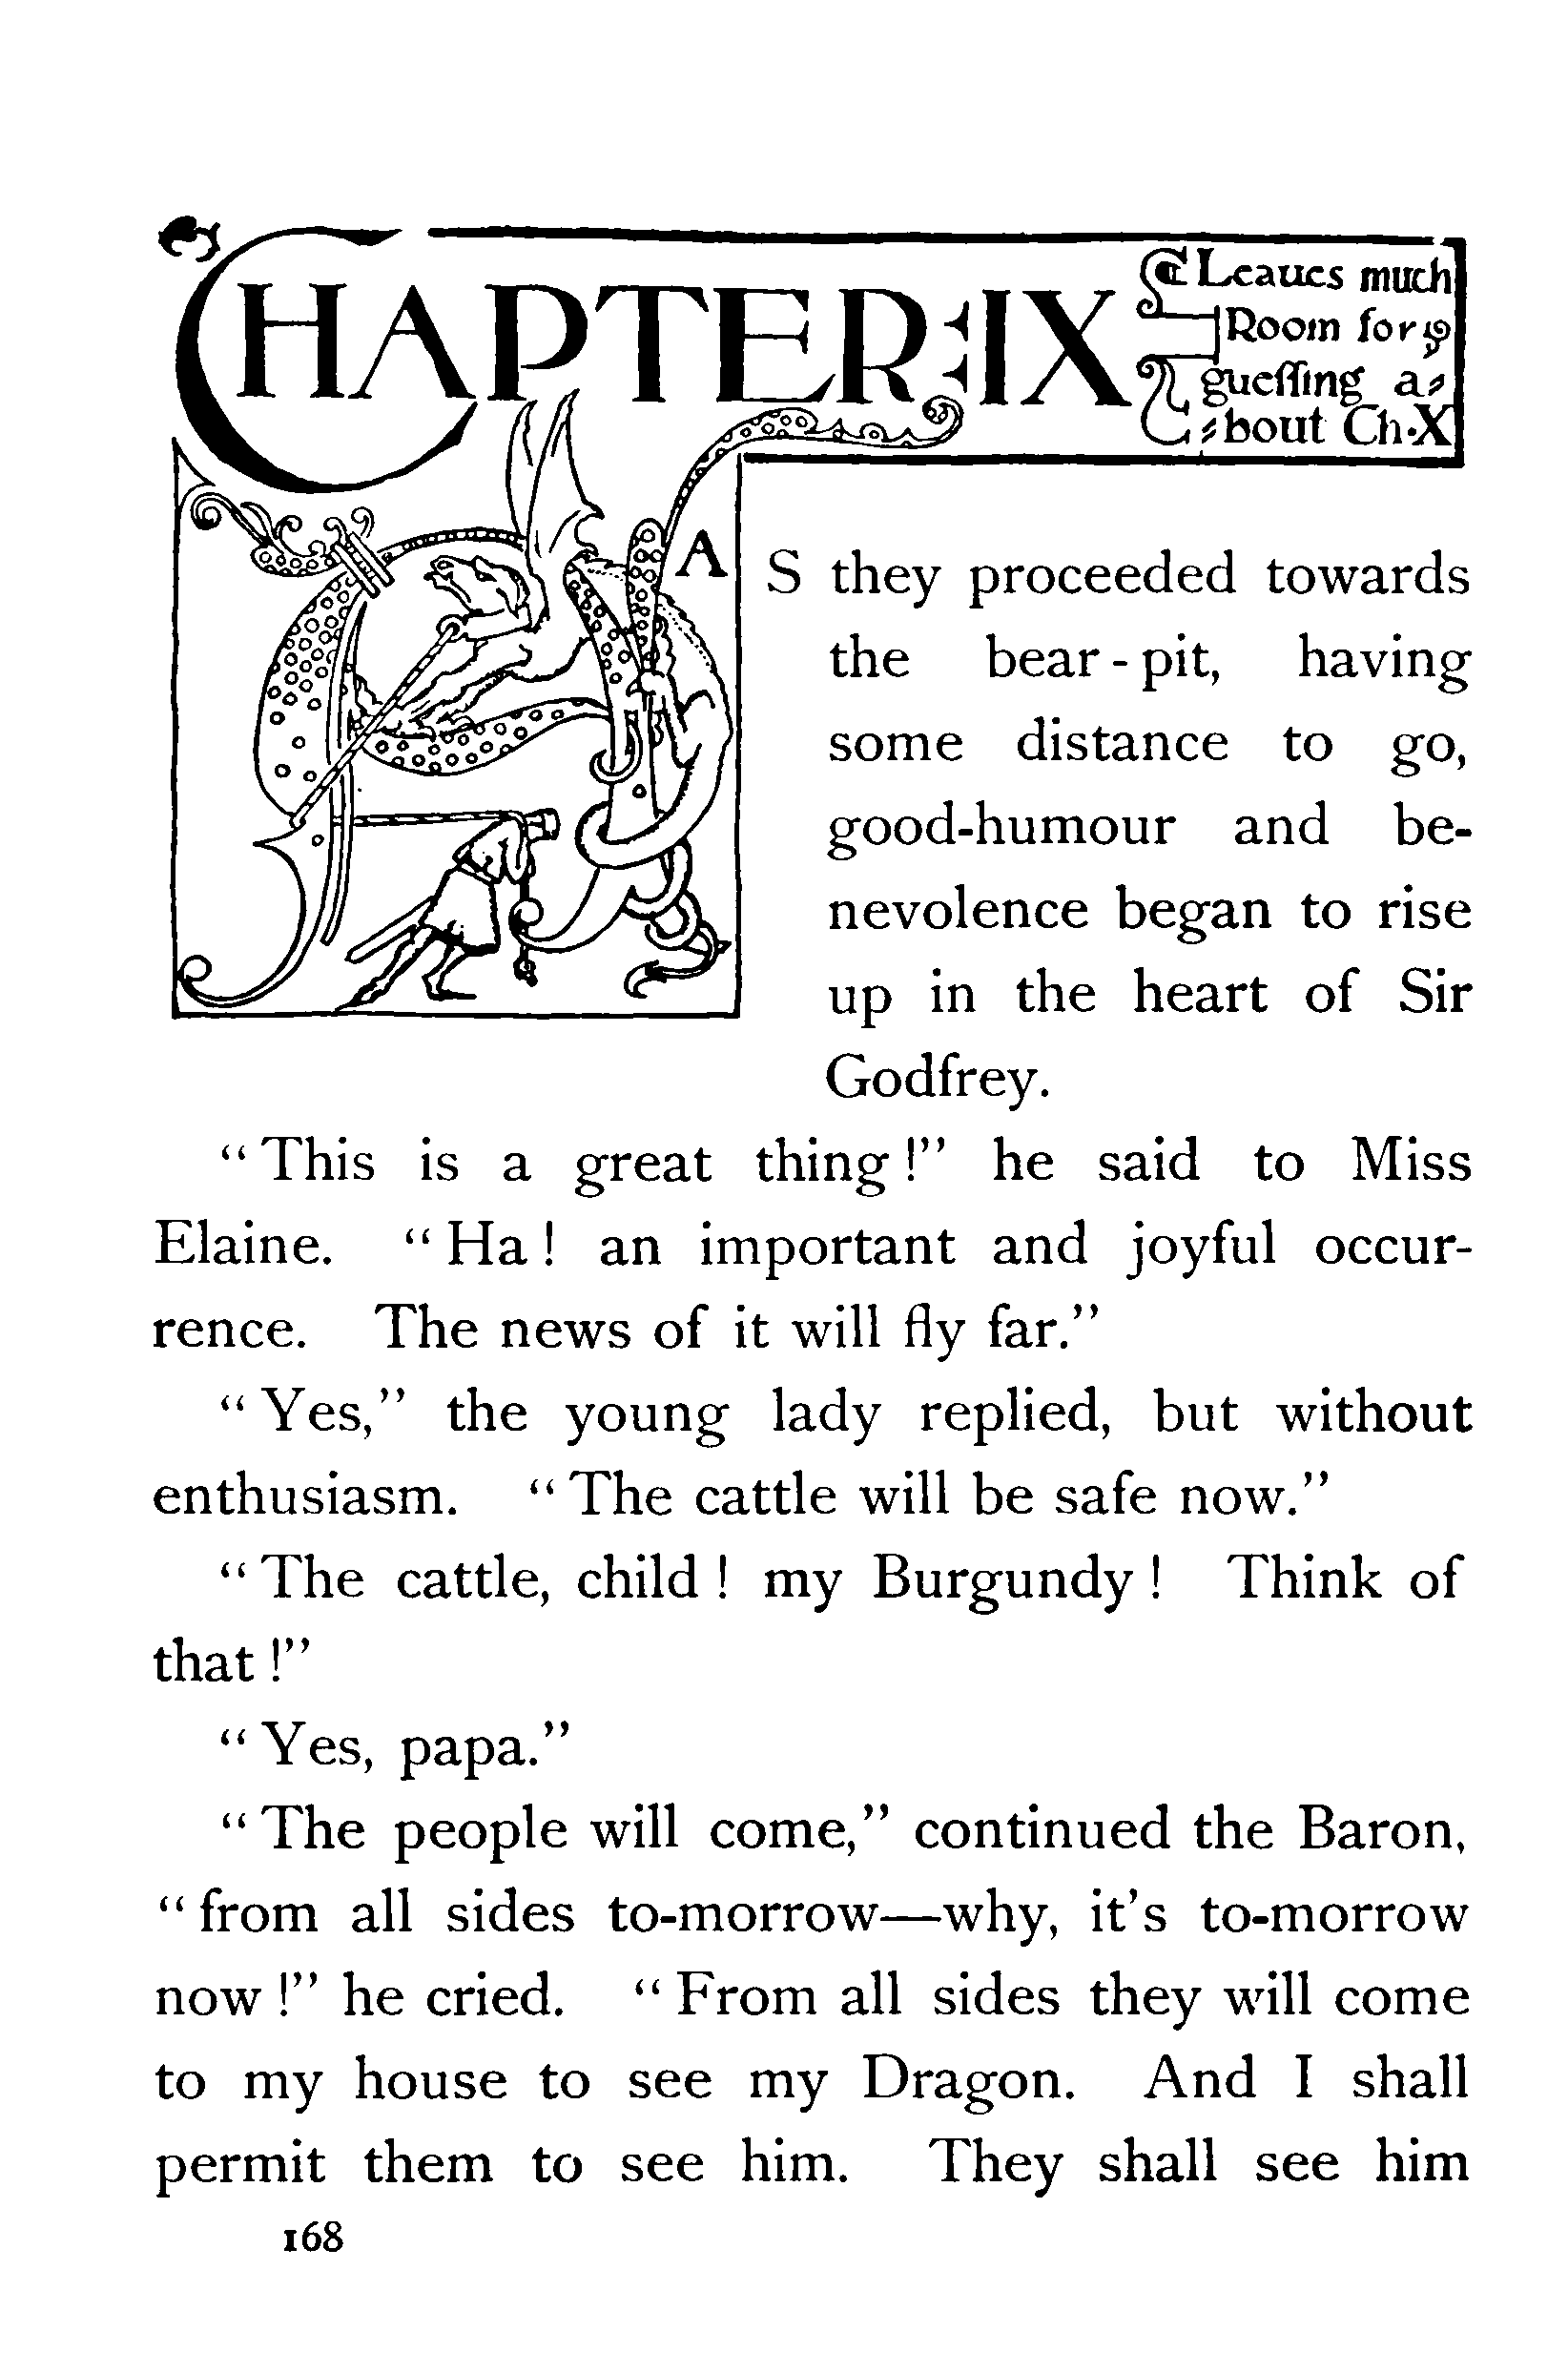 CHAPTER IX
Leaues much
Room for
guessing a
bout Ch. X
AS they proceeded towards
the bear-pit, having
some distance to go,
good-humour and be-
nevolence began to rise
up in the heart of Sir
Godfrey.
"This is a great thing!" he said to Miss
Elaine. "Ha! an important and joyful occur-
rence. The news of it will fly far."
"Yes," the young lady replied, but without
enthusiasm. "The cattle will be safe now."
"The cattle, child! my Burgundy! Think of
that!"
"Yes, papa."
"The people will come," continued the Baron,
"from all sides to-morrow—why, it's to-morrow
now!" he cried. "From all sides they will come
to my house to see my Dragon. And I shall
permit them to see him. They shall see him
168